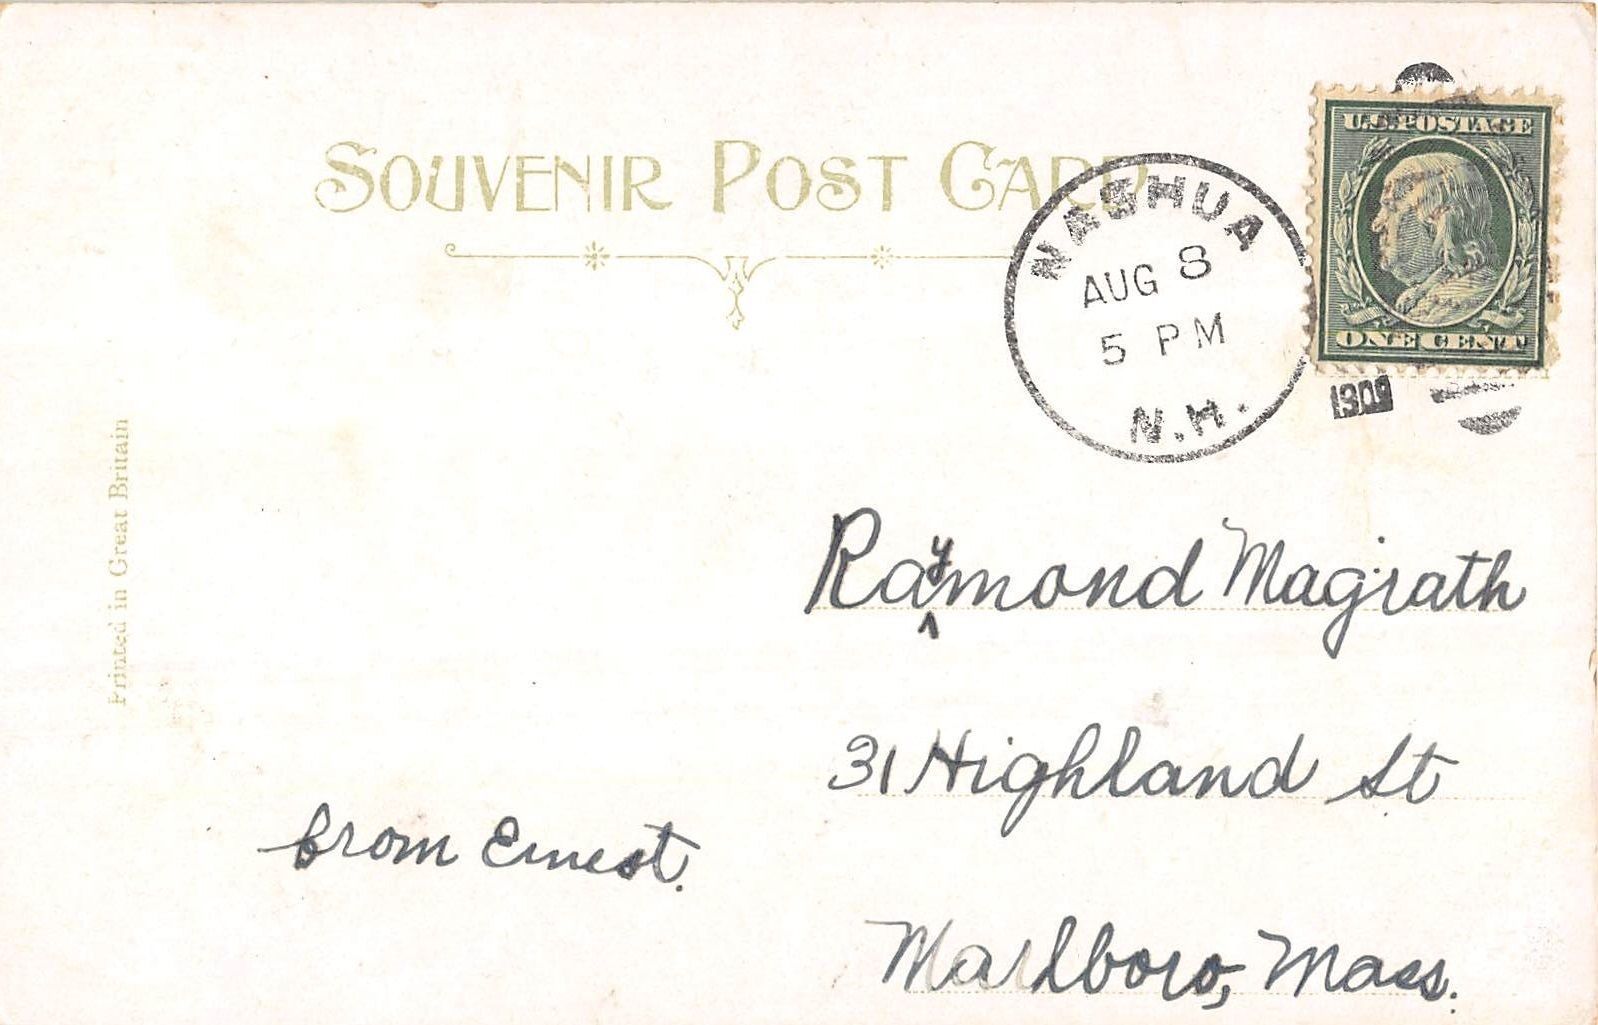 SOUVENIR POST CARD
NASHUA
AUG 8
5 PM
N.H.
1909
U.S. POSTAGE
ONE CENT
Printed in Great Britain
Raymond Magrath
31 Highland St
Marlboro, Mass.
from Ernest.